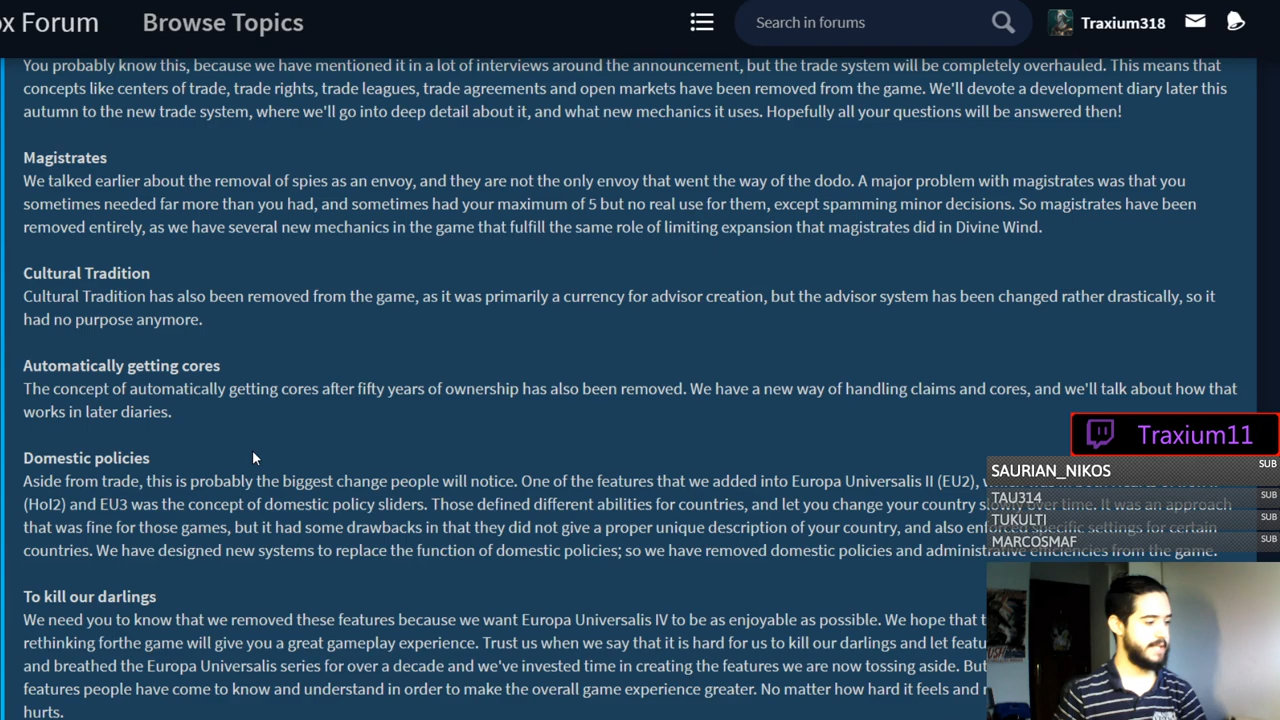 ox Forum
Browse Topics
Search in forums
Traxium318
You probably know this, because we have mentioned it in a lot of interviews around the announcement, but the trade system will be completely overhauled. This means that
concepts like centers of trade, trade rights, trade leagues, trade agreements and open markets have been removed from the game. We'll devote a development diary later this
autumn to the new trade system, where we'll go into deep detail about it, and what new mechanics it uses. Hopefully all your questions will be answered then!
Magistrates
We talked earlier about the removal of spies as an envoy, and they are not the only envoy that went the way of the dodo. A major problem with magistrates was that you
sometimes needed far more than you had, and sometimes had your maximum of 5 but no real use for them, except spamming minor decisions. So magistrates have been
removed entirely, as we have several new mechanics in the game that fulfill the same role of limiting expansion that magistrates did in Divine Wind.
Cultural Tradition
Cultural Tradition has also been removed from the game, as it was primarily a currency for advisor creation, but the advisor system has been changed rather drastically, so it
had no purpose anymore.
Automatically getting cores
The concept of automatically getting cores after fifty years of ownership has also been removed. We have a new way of handling claims and cores, and we'll talk about how that
works in later diaries.
Domestic policies
Aside from trade, this is probably the biggest change people will notice. One of the features that we added into Europa Universalis II (EU2),
(HoI2) and EU3 was the concept of domestic policy sliders. Those defined different abilities for countries, and let you change your country slowly over time. It was an approach
that was fine for those games, but it had some drawbacks in that they did not give a proper unique description of your country, and also enforced specific settings for certain
countries. We have designed new systems to replace the function of domestic policies; so we have removed domestic policies and administrative efficiencies from the game.
To kill our darlings
We need you to know that we removed these features because we want Europa Universalis IV to be as enjoyable as possible. We hope that
rethinking forthe game will give you a great gameplay experience. Trust us when we say that it is hard for us to kill our darlings and let
and breathed the Europa Universalis series for over a decade and we've invested time in creating the features we are now tossing aside. But
features people have come to know and understand in order to make the overall game experience greater. No matter how hard it feels and
hurts.
Traxium11
SAURIAN_NIKOS SUB
TAU314 SUB
TUKULTI SUB
MARCOSMAF SUB